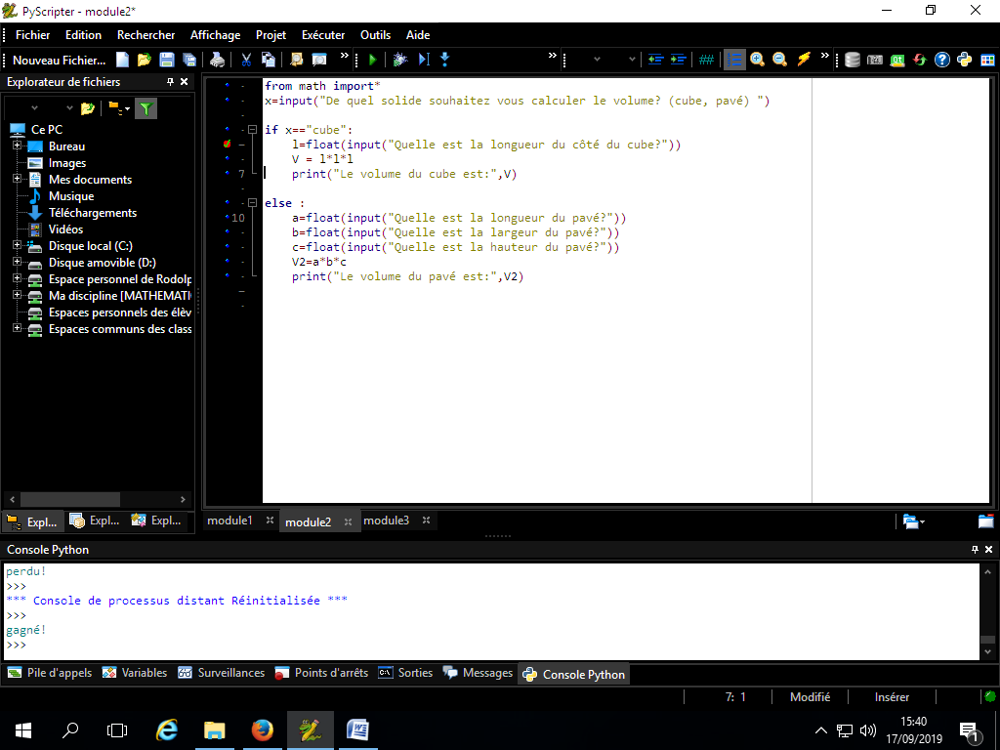 PyScripter - module2*
Fichier Edition Rechercher Affichage Projet Exécuter Outils Aide
Nouveau Fichier...
Explorateur de fichiers
Ce PC
Bureau
Images
Mes documents
Musique
Téléchargements
Vidéos
Disque local (C:)
Disque amovible (D:)
Espace personnel de Rodolp
Ma discipline [MATHEMATI
Espaces personnels des élèv
Espaces communs des class
Expl... Expl... Expl...
from math import*
x=input("De quel solide souhaitez vous calculer le volume? (cube, pavé) ")
if x=="cube":
l=float(input("Quelle est la longueur du côté du cube?"))
V = l*l*l
7 print("Le volume du cube est:",V)
else :
10 a=float(input("Quelle est la longueur du pavé?"))
b=float(input("Quelle est la largeur du pavé?"))
c=float(input("Quelle est la hauteur du pavé?"))
V2=a*b*c
print("Le volume du pavé est:",V2)
module1 module2 module3
Console Python
perdu!
>>>
*** Console de processus distant Réinitialisée ***
>>>
gagné!
>>>
Pile d'appels Variables Surveillances Points d'arrêts Sorties Messages Console Python
7: 1 Modifié Insérer
15:40
17/09/2019
1